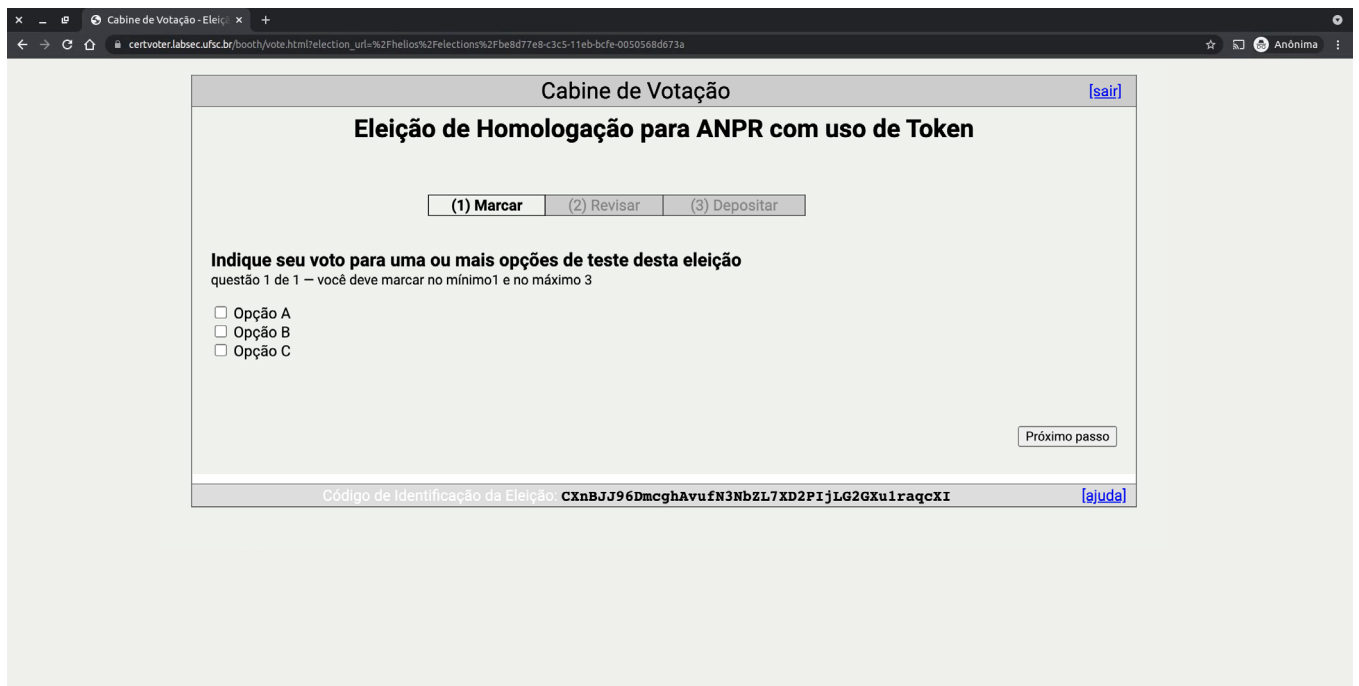 Cabine de Votação - Eleiçã
certvoter.labsec.ufsc.br/booth/vote.html?election_url=%2Fhelios%2Felections%2Fbe8d77e8-c3c5-11eb-bcfe-0050568d673a
Anônima
Cabine de Votação [sair]
Eleição de Homologação para ANPR com uso de Token
(1) Marcar (2) Revisar (3) Depositar
Indique seu voto para uma ou mais opções de teste desta eleição
questão 1 de 1 — você deve marcar no mínimo1 e no máximo 3
Opção A
Opção B
Opção C
Próximo passo
Código de Identificação da Eleição: CXnBJJ96DmcghAvufN3NbZL7XD2PIjLG2GXu1raqcXI [ajuda]